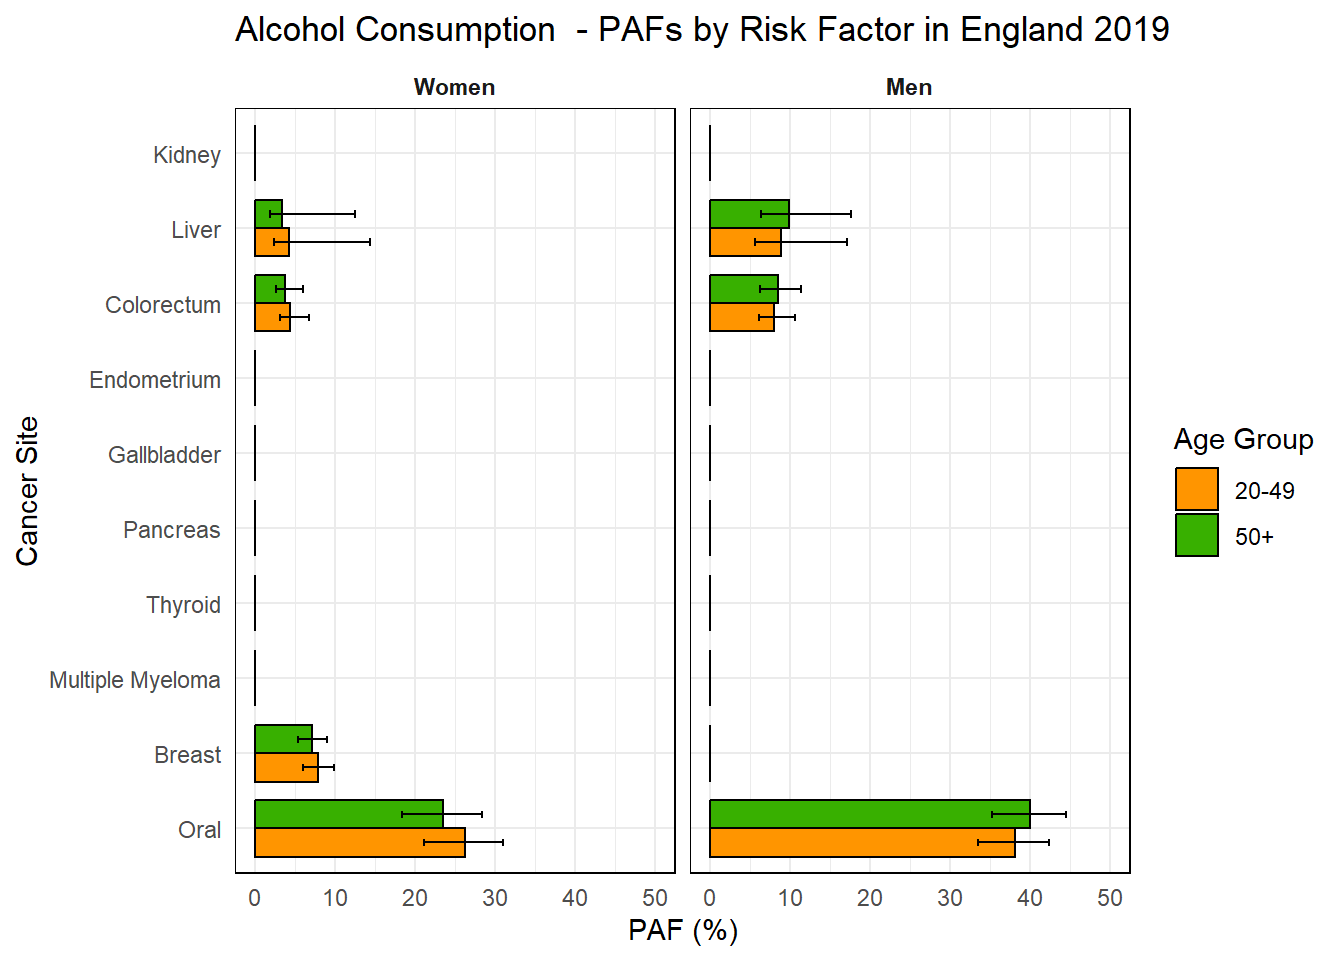 Alcohol Consumption  - PAFs by Risk Factor in England 2019
Women
Men
Kidney
Liver
Colorectum
Endometrium
Gallbladder
Pancreas
Thyroid
Multiple Myeloma
Breast
Oral
Cancer Site
0 10 20 30 40 50
0 10 20 30 40 50
PAF (%)
Age Group
20-49
50+